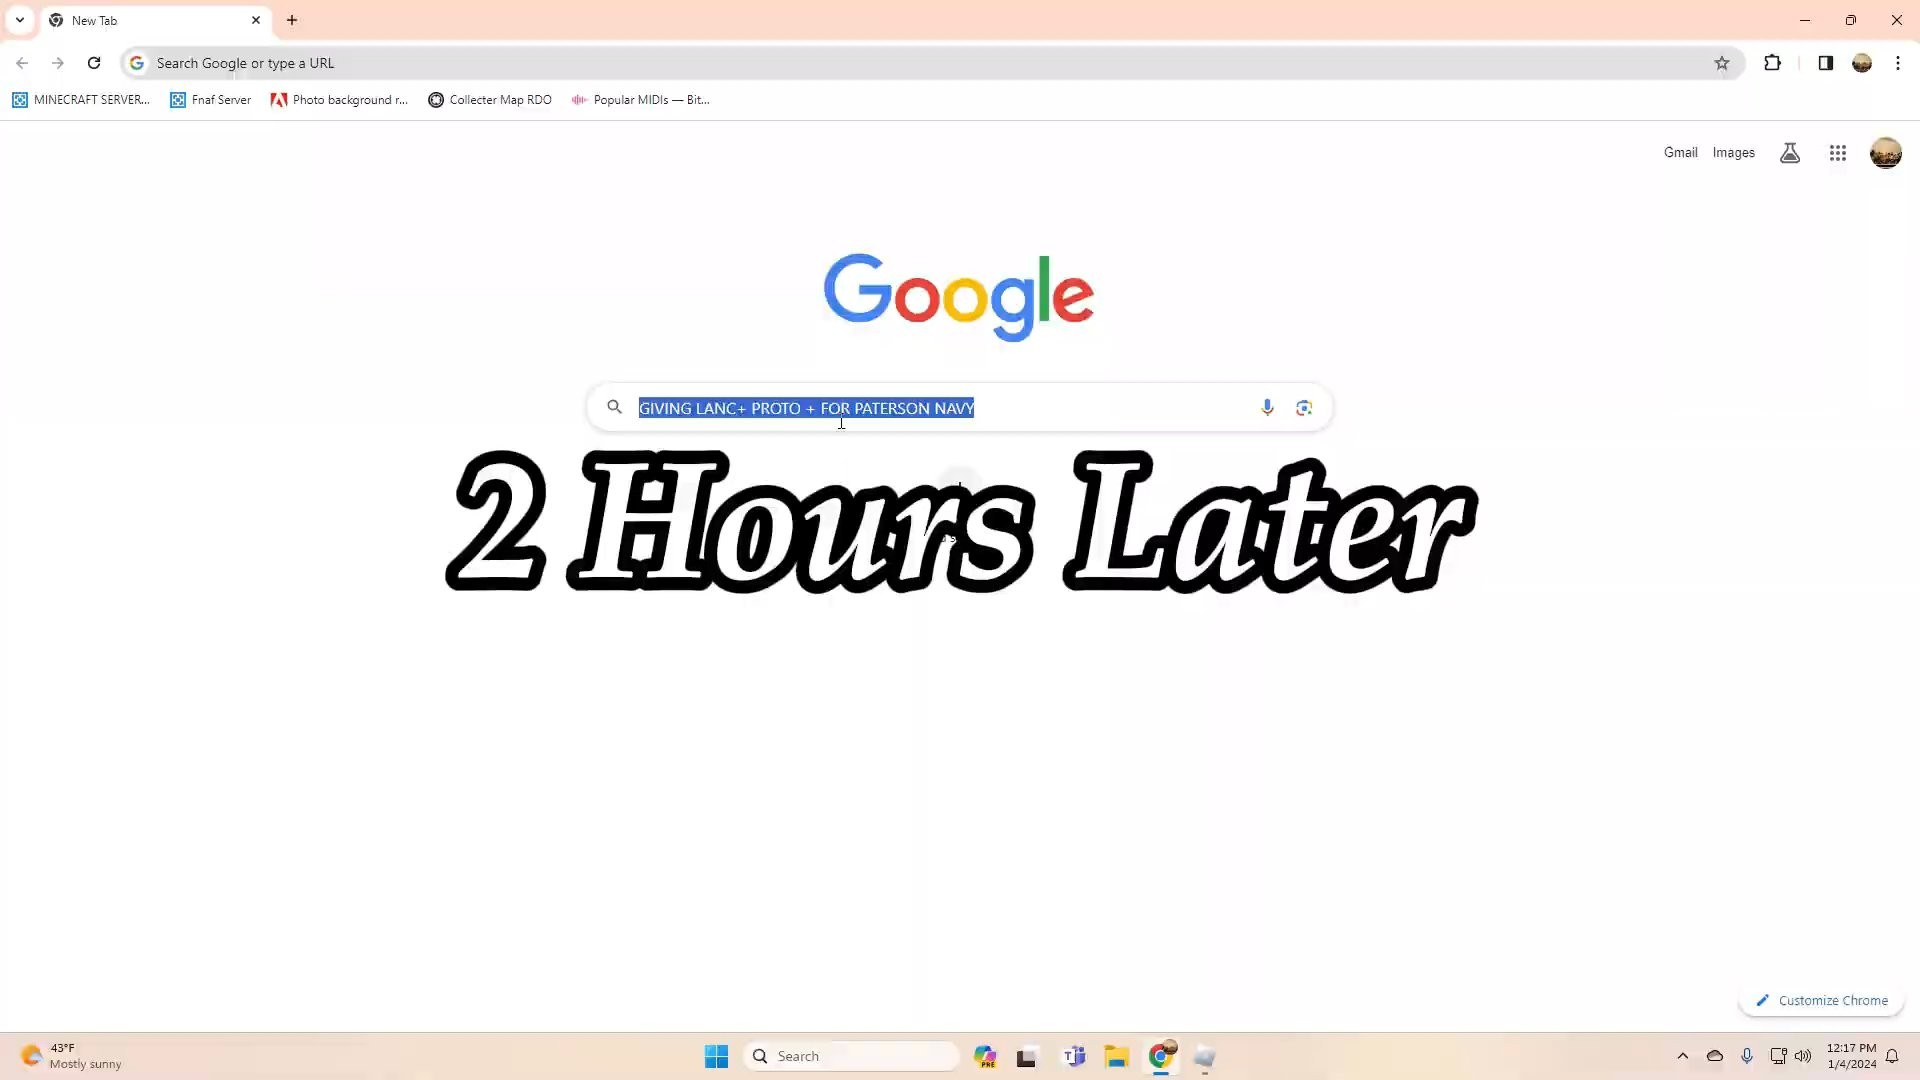 New Tab
Search Google or type a URL
MINECRAFT SERVER...
Fnaf Server
Photo background r...
Collecter Map RDO
Popular MIDIs — Bit...
Gmail
Images
Google
GIVING LANC+ PROTO + FOR PATERSON NAVY
2 Hours Later
Customize Chrome
43°F
Mostly sunny
Search
PRE
12:17 PM
1/4/2024